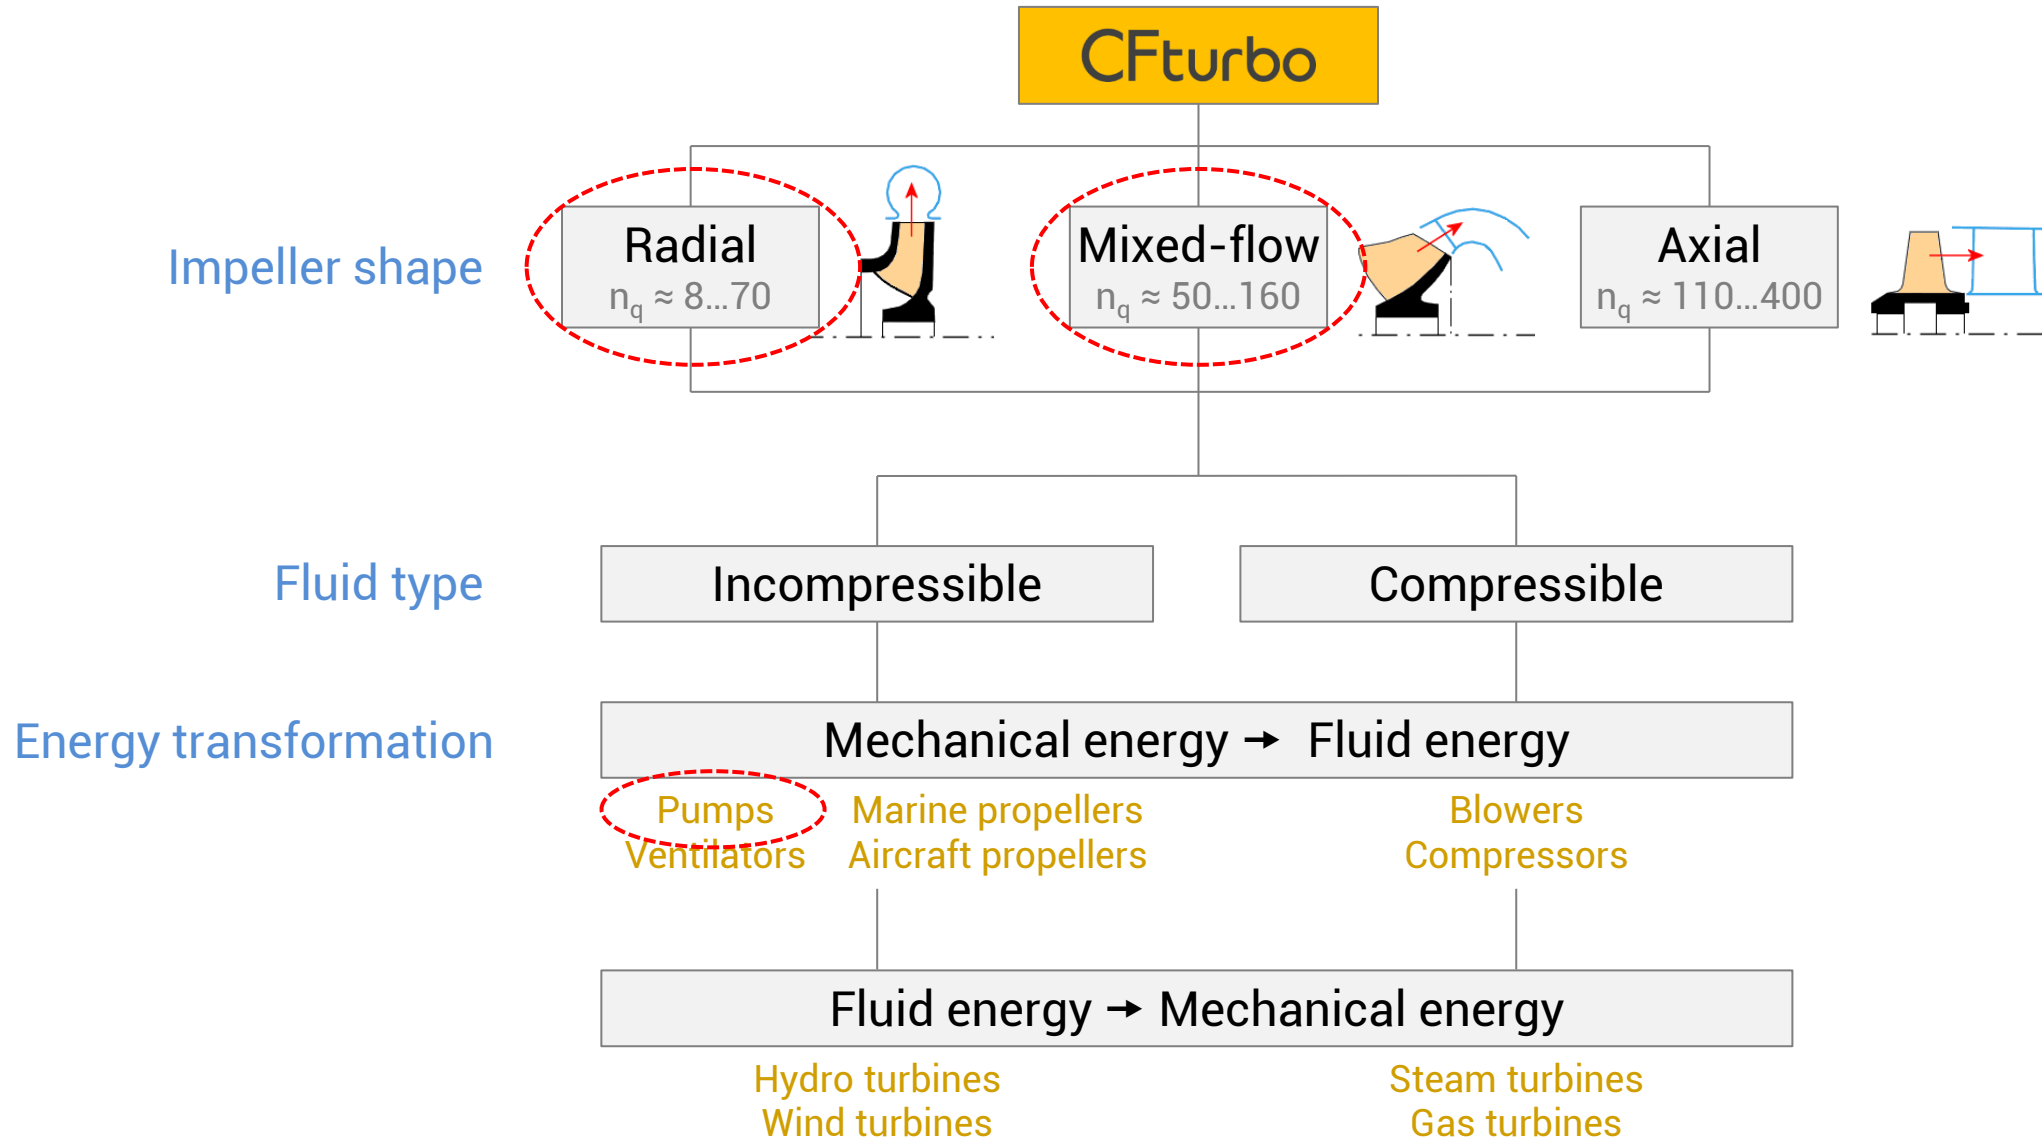 CFturbo
Impeller shape
Radial
nq ≈ 8...70
Mixed-flow
nq ≈ 50...160
Axial
nq ≈ 110...400
Fluid type
Incompressible
Compressible
Energy transformation
Mechanical energy → Fluid energy
Pumps
Ventilators
Marine propellers
Aircraft propellers
Blowers
Compressors
Fluid energy → Mechanical energy
Hydro turbines
Wind turbines
Steam turbines
Gas turbines